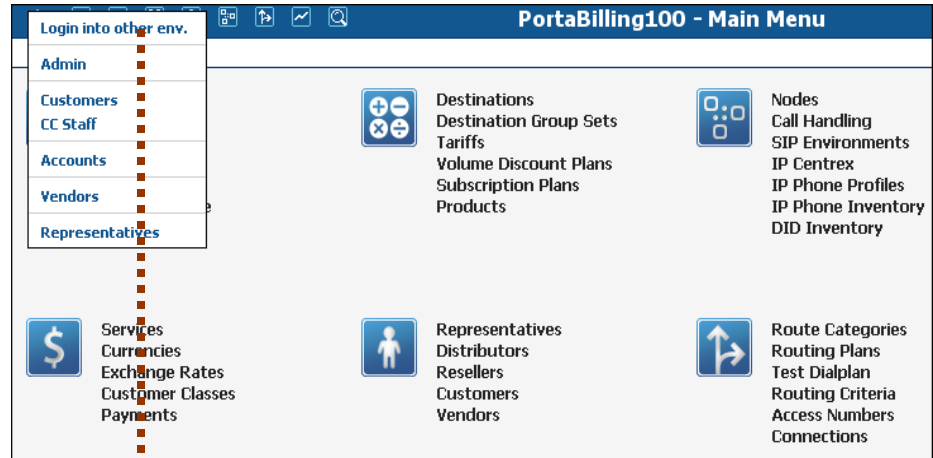 PortaBilling100 - Main Menu
Login into other env.
Admin
Customers
CC Staff
Accounts
Vendors
Representatives
Destinations
Destination Group Sets
Tariffs
Volume Discount Plans
Subscription Plans
Products
Nodes
Call Handling
SIP Environments
IP Centrex
IP Phone Profiles
IP Phone Inventory
DID Inventory
Services
Currencies
Exchange Rates
Customer Classes
Payments
Representatives
Distributors
Resellers
Customers
Vendors
Route Categories
Routing Plans
Test Dialplan
Routing Criteria
Access Numbers
Connections